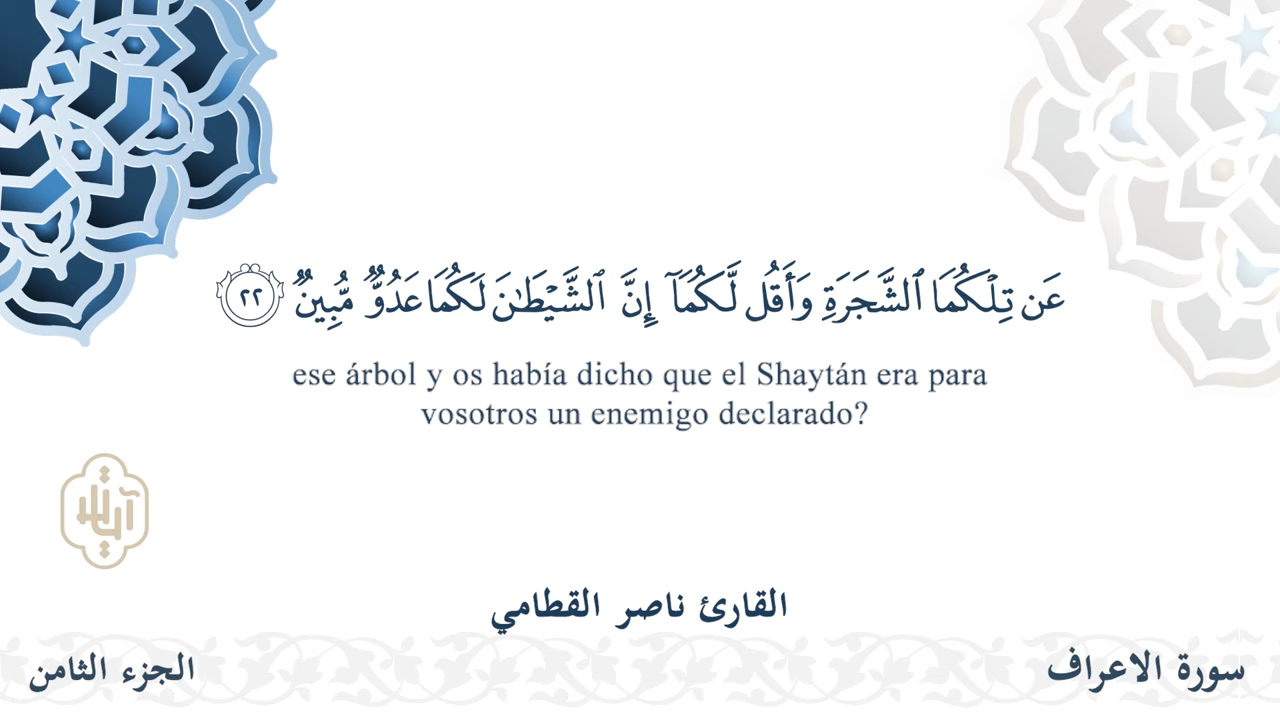 عَن تِلْكُمَا ٱلشَّجَرَةِ وَأَقُل لَّكُمَآ إِنَّ ٱلشَّيْطَٰنَ لَكُمَا عَدُوٌّ مُّبِينٌ ٢٢
ese árbol y os había dicho que el Shaytán era para
vosotros un enemigo declarado?
القارئ ناصر القطامي
سورة الاعراف
الجزء الثامن